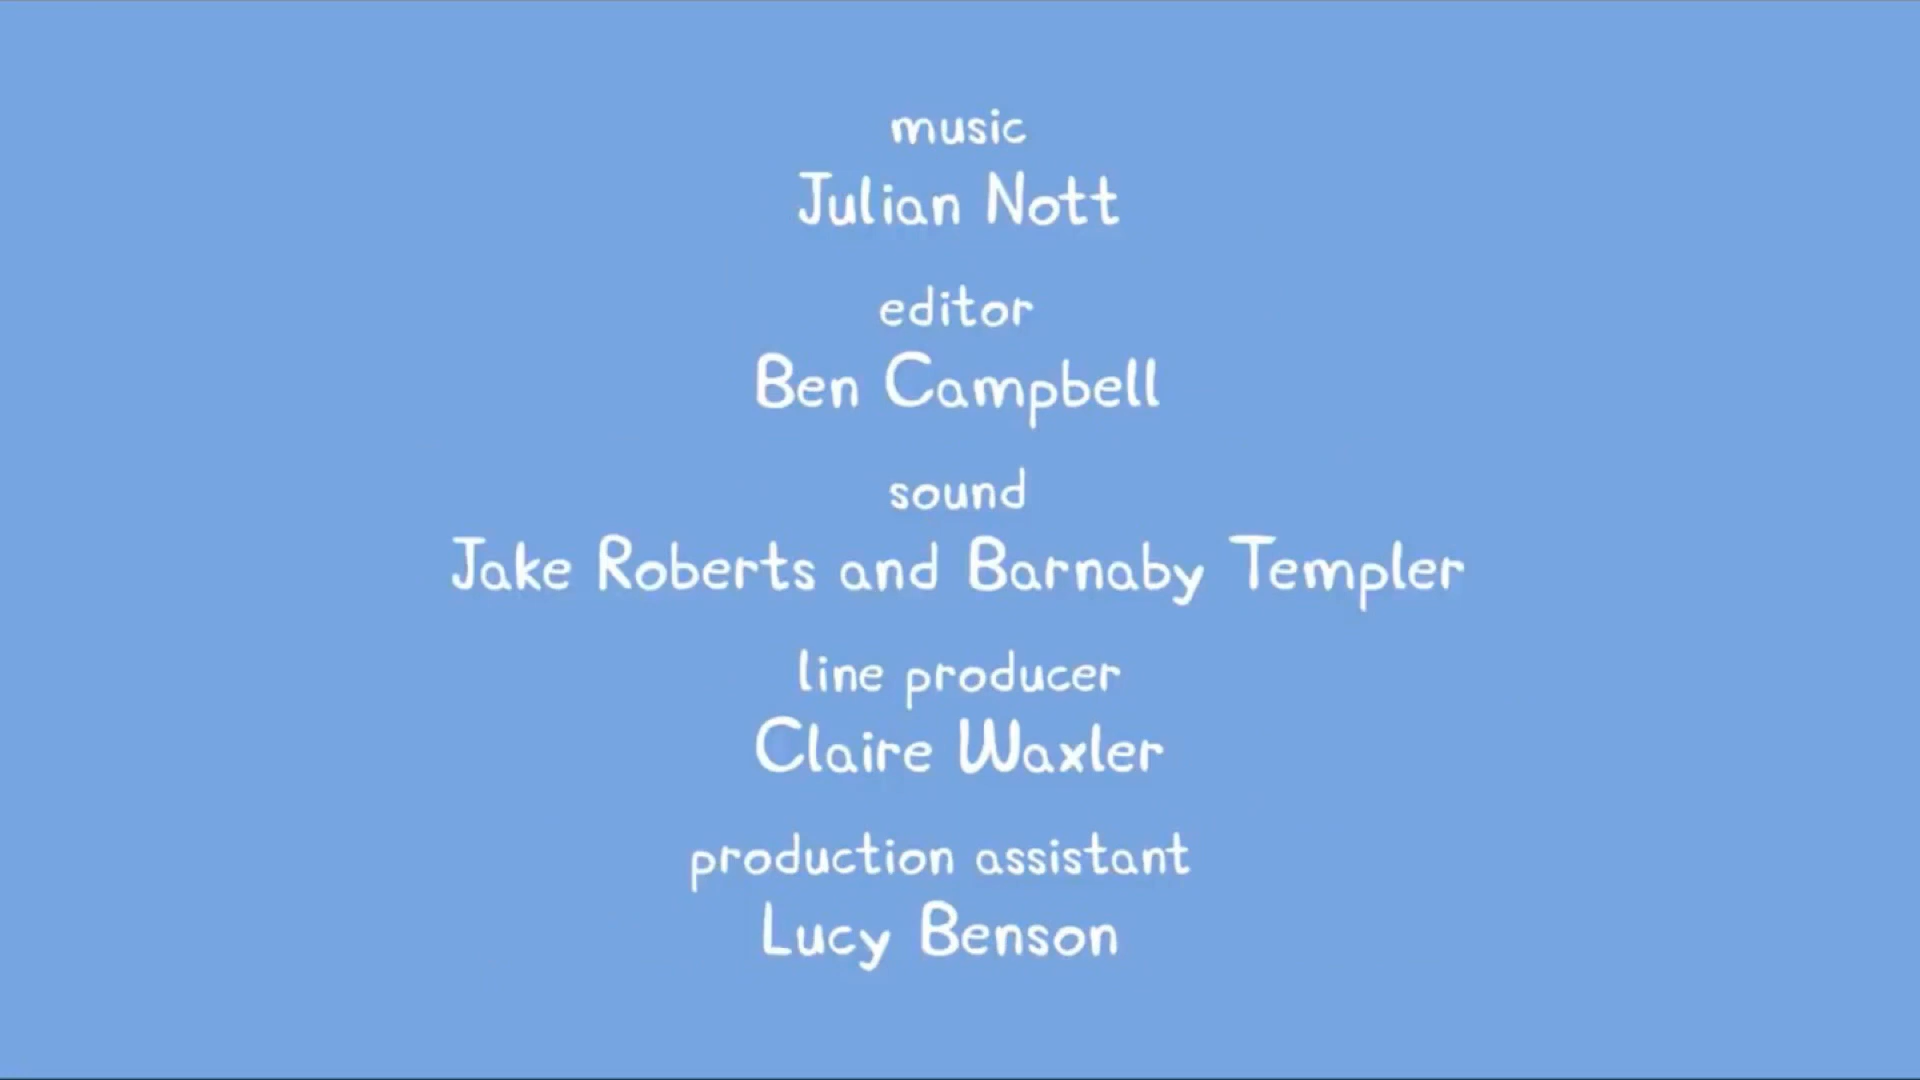 music
Julian Nott
editor
Ben Campbell
sound
Jake Roberts and Barnaby Templer
line producer
Claire Waxler
production assistant
Lucy Benson